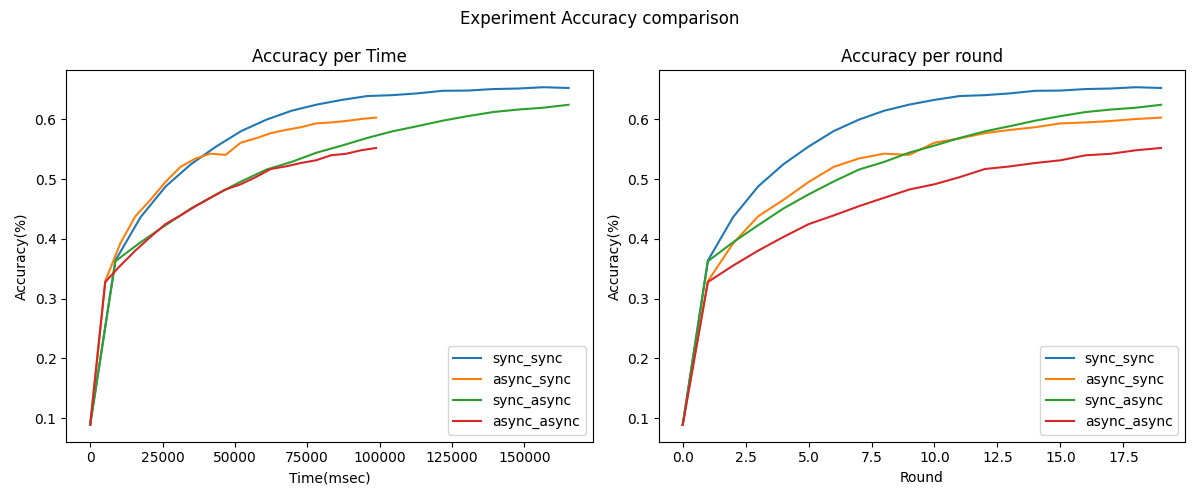 Experiment Accuracy comparison
Accuracy per Time
Accuracy(%)
0.6
0.5
0.4
0.3
0.2
0.1
0 25000 50000 75000 100000 125000 150000
Time(msec)
sync_sync
async_sync
sync_async
async_async
Accuracy per round
Accuracy(%)
0.6
0.5
0.4
0.3
0.2
0.1
0.0 2.5 5.0 7.5 10.0 12.5 15.0 17.5
Round
sync_sync
async_sync
sync_async
async_async